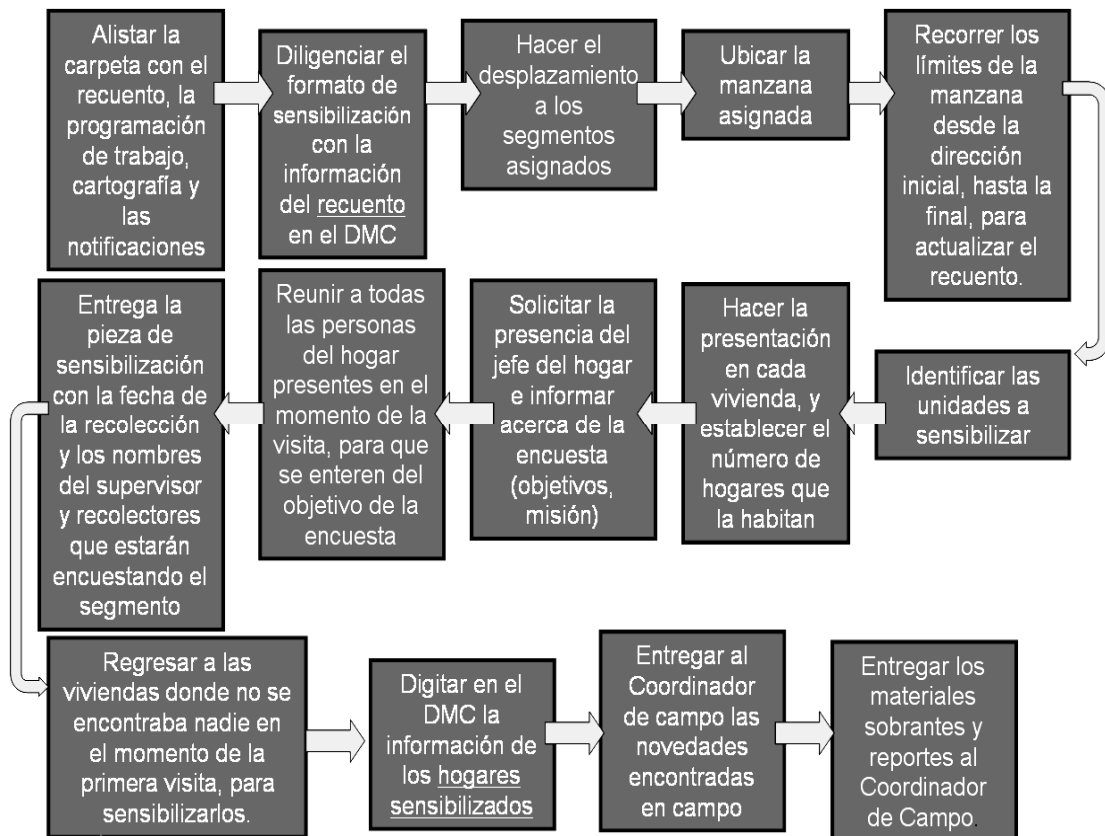 Alistar la
carpeta con el
recuento, la
programación
de trabajo,
cartografía y
las
notificaciones
Diligenciar el
formato de
sensibilización
con la
información
del recuento
en el DMC
Hacer el
desplazamiento
a los
segmentos
asignados
Ubicar la
manzana
asignada
Recorrer los
límites de la
manzana
desde la
dirección
inicial, hasta la
final, para
actualizar el
recuento.
Identificar las
unidades a
sensibilizar
Hacer la
presentación
en cada
vivienda, y
establecer el
número de
hogares que
la habitan
Solicitar la
presencia del
jefe del hogar
e informar
acerca de la
encuesta
(objetivos,
misión)
Reunir a todas
las personas
del hogar
presentes en el
momento de la
visita, para que
se enteren del
objetivo de la
encuesta
Entrega la
pieza de
sensibilización
con la fecha de
la recolección
y los nombres
del supervisor
y recolectores
que estarán
encuestando el
segmento
Regresar a las
viviendas donde no se
encontraba nadie en
el momento de la
primera visita, para
sensibilizarlos.
Digitar en el
DMC la
información de
los hogares
sensibilizados
Entregar al
Coordinador
de campo las
novedades
encontradas
en campo
Entregar los
materiales
sobrantes y
reportes al
Coordinador
de Campo.